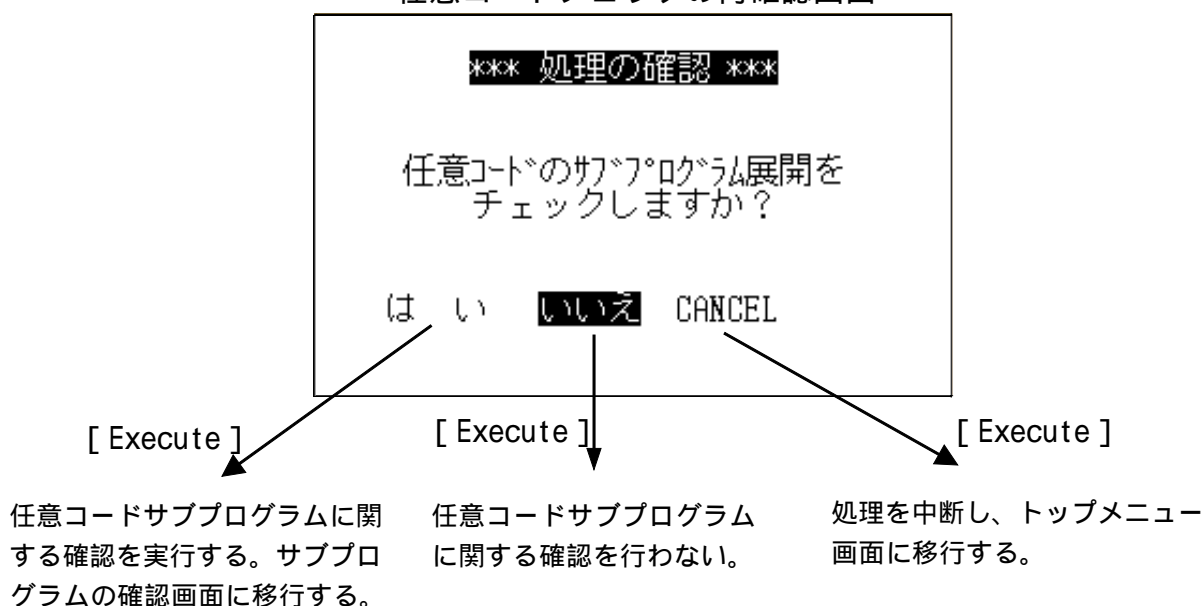 *** 処理の確認 ***
任意ｺｰﾄﾞのｻﾌﾞﾌﾟﾛｸﾞﾗﾑ展開を
チェックしますか？
は い いいえ CANCEL
[ Execute ] [ Execute ] [ Execute ]
任意コードサブプログラムに関
する確認を実行する。サブプロ
グラムの確認画面に移行する。
任意コードサブプログラム
に関する確認を行わない。
処理を中断し、トップメニュー
画面に移行する。